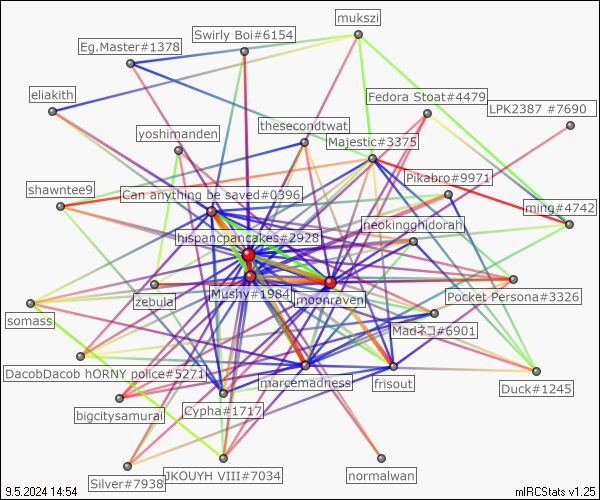 mukszi
Swirly Boi#6154
Eg.Master#1378
eliakith
Fedora Stoat#4479
LPK2387 #7690
thesecondtwat
yoshimanden
Majestic#3375
Pikabro#9971
shawntee9
Can anything be saved#0396
ming#4742
neokingghidorah
hispancpancakes#2928
Mushy#1984
moonraven
Pocket Persona#3326
zebula
somass
Madネコ#6901
DacobDacob hORNY police#5271
marcemadness
frisout
Duck#1245
bigcitysamurai
Cypha#1717
JKOUYH VIII#7034
normalwan
Silver#7938
9.5.2024 14:54
mIRCStats v1.25